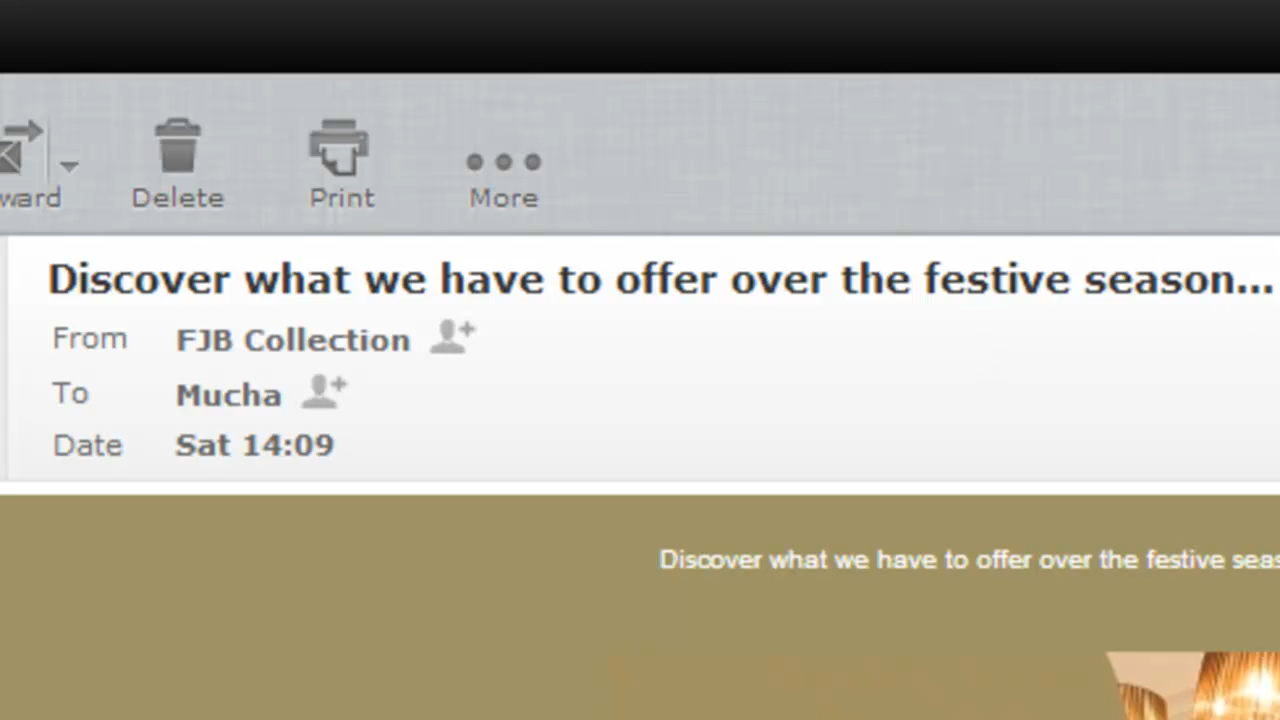 ward Delete Print More
Discover what we have to offer over the festive season...
From FJB Collection
To Mucha
Date Sat 14:09
Discover what we have to offer over the festive seas